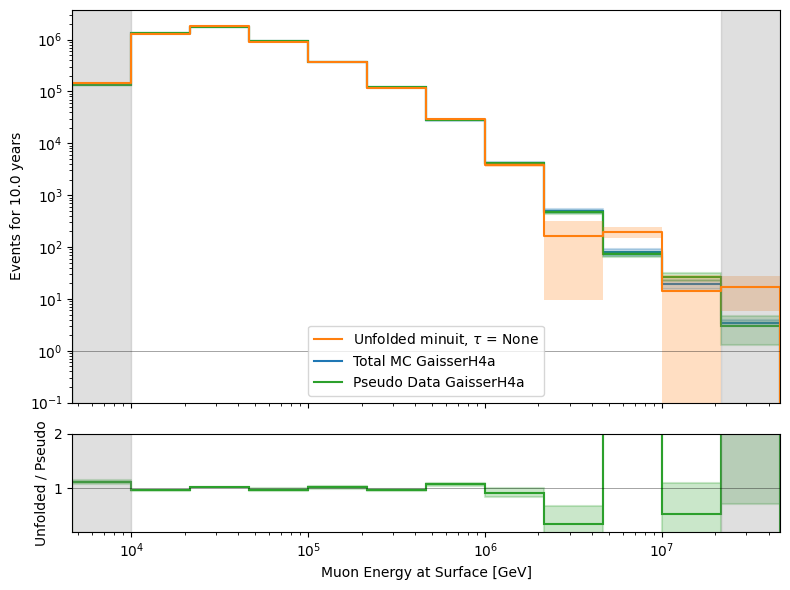 10⁶
10⁵
10⁴
10³
10²
10¹
10⁰
10⁻¹
Events for 10.0 years
Unfolded minuit, τ = None
Total MC GaisserH4a
Pseudo Data GaisserH4a
2
1
Unfolded / Pseudo
10⁴ 10⁵ 10⁶ 10⁷
Muon Energy at Surface [GeV]